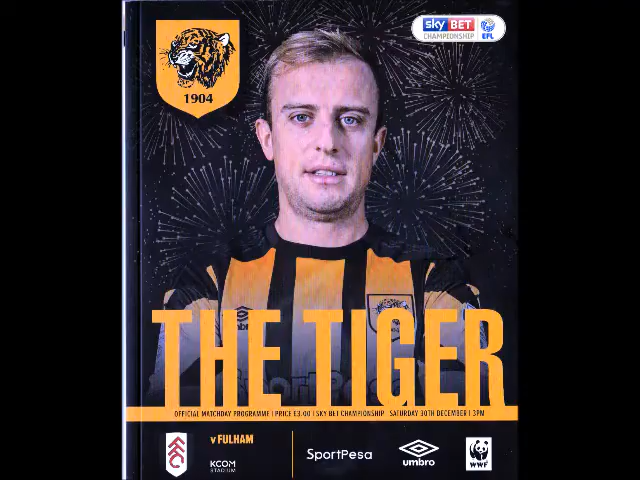 sky BET
CHAMPIONSHIP
EFL
1904
THE TIGER
OFFICIAL MATCHDAY PROGRAMME | PRICE £3.00 | SKY BET CHAMPIONSHIP SATURDAY 30TH DECEMBER | 3PM
v FULHAM
KCOM
STADIUM
SportPesa
umbro
WWF